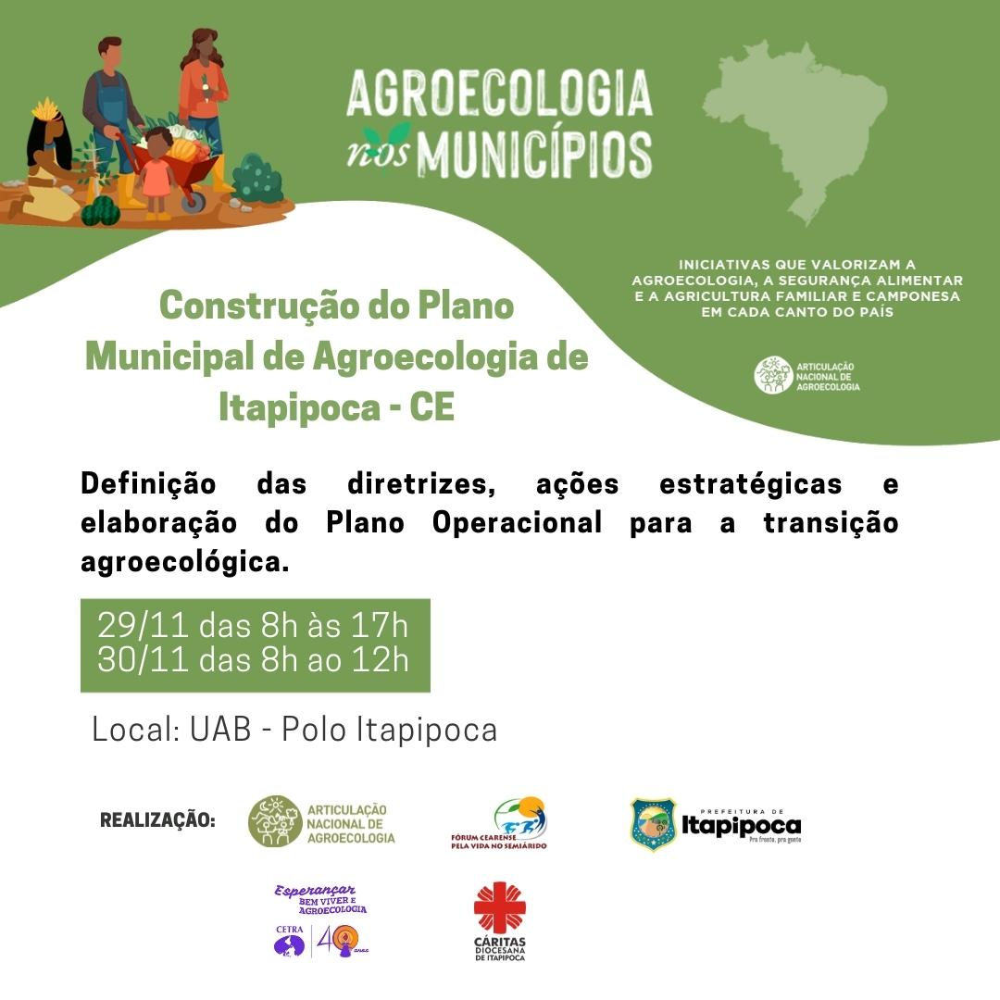 AGROECOLOGIA
nos MUNICÍPIOS
INICIATIVAS QUE VALORIZAM A
AGROECOLOGIA, A SEGURANÇA ALIMENTAR
E A AGRICULTURA FAMILIAR E CAMPONESA
EM CADA CANTO DO PAÍS
ARTICULAÇÃO
NACIONAL DE
AGROECOLOGIA
Construção do Plano
Municipal de Agroecologia de
Itapipoca - CE
Definição das diretrizes, ações estratégicas e
elaboração do Plano Operacional para a transição
agroecológica.
29/11 das 8h às 17h
30/11 das 8h ao 12h
Local: UAB - Polo Itapipoca
REALIZAÇÃO:
ARTICULAÇÃO
NACIONAL DE
AGROECOLOGIA
FÓRUM CEARENSE
PELA VIDA NO SEMIÁRIDO
PREFEITURA DE
Itapipoca
Pra frente, pra gente
Esperançar
BEM VIVER E
AGROECOLOGIA
CETRA
40 anos
CÁRITAS
DIOCESANA
DE ITAPIPOCA